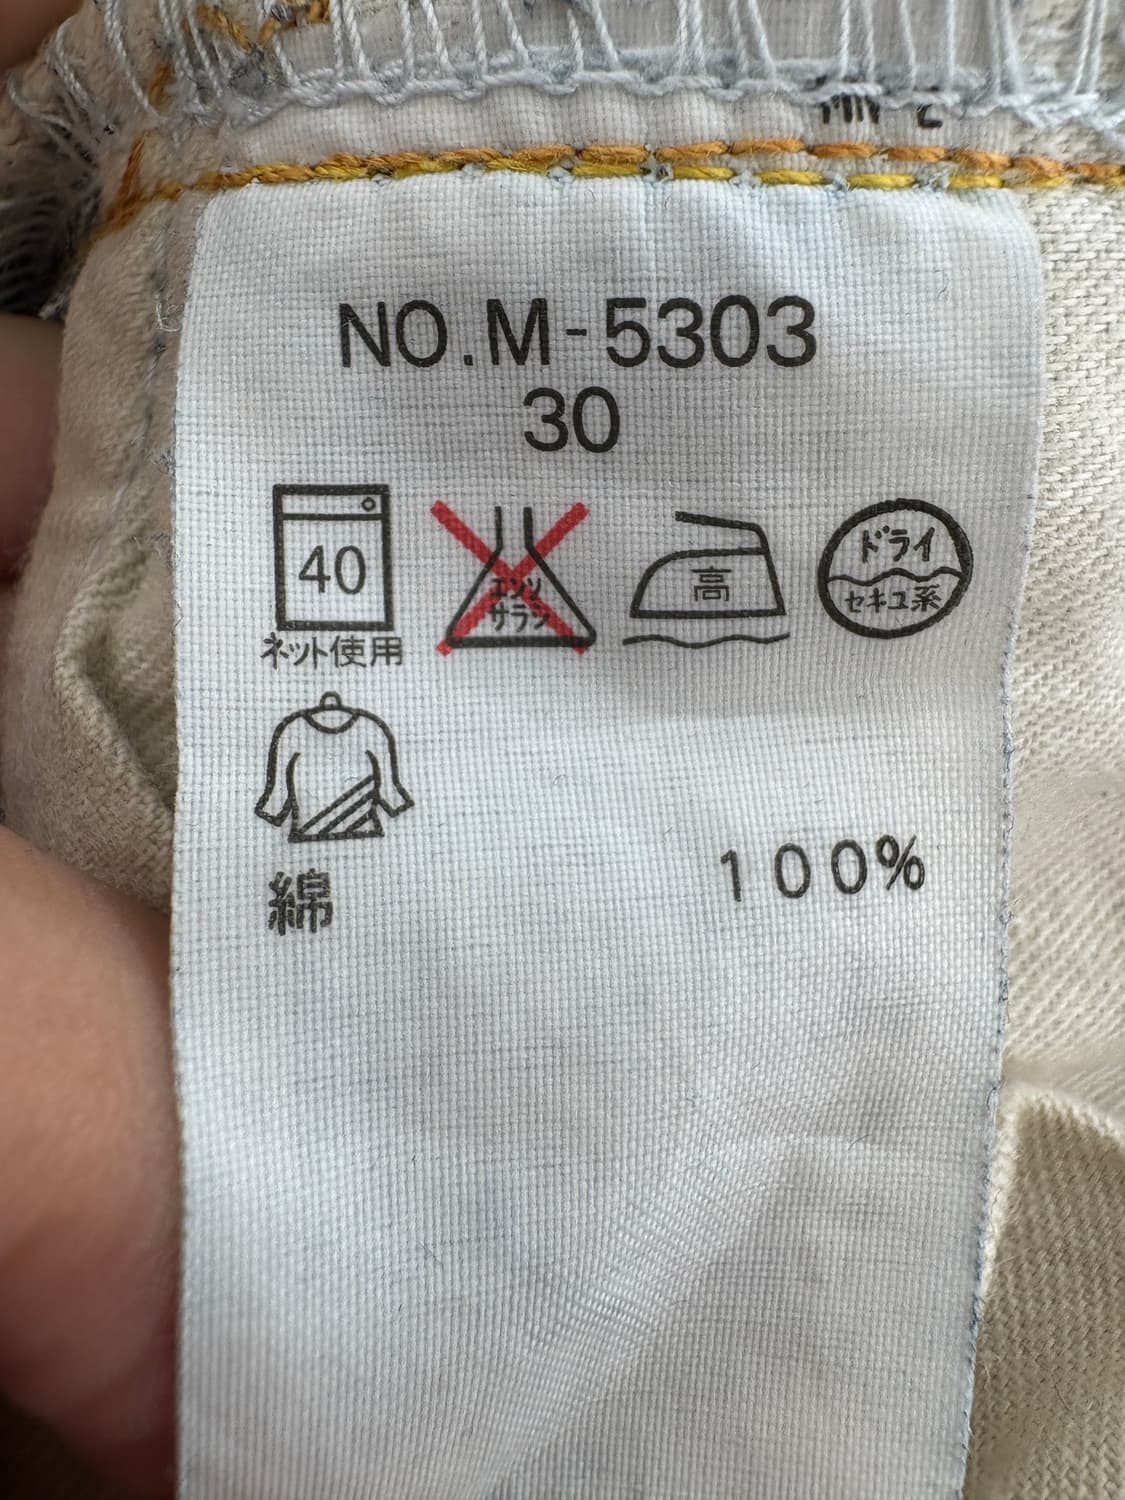 NO.M-5303
30
40
エンソ
サラシ
高
ドライ
セキユ系
ネット使用
綿 100%